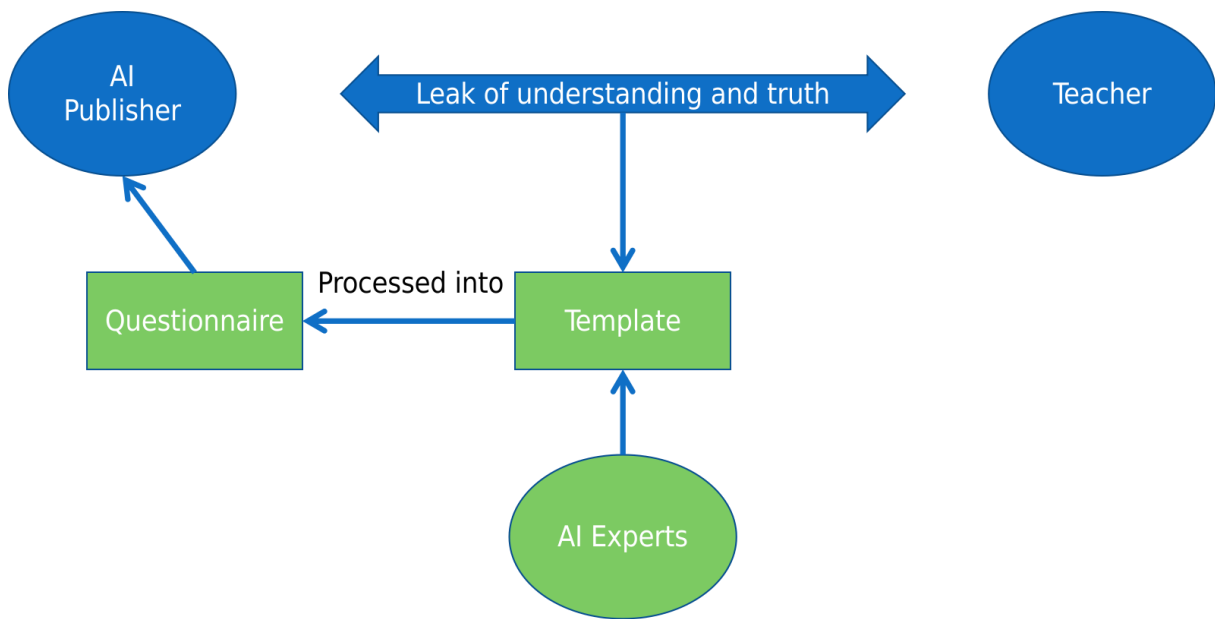 AI
Publisher
Leak of understanding and truth
Teacher
Processed into
Questionnaire
Template
AI Experts